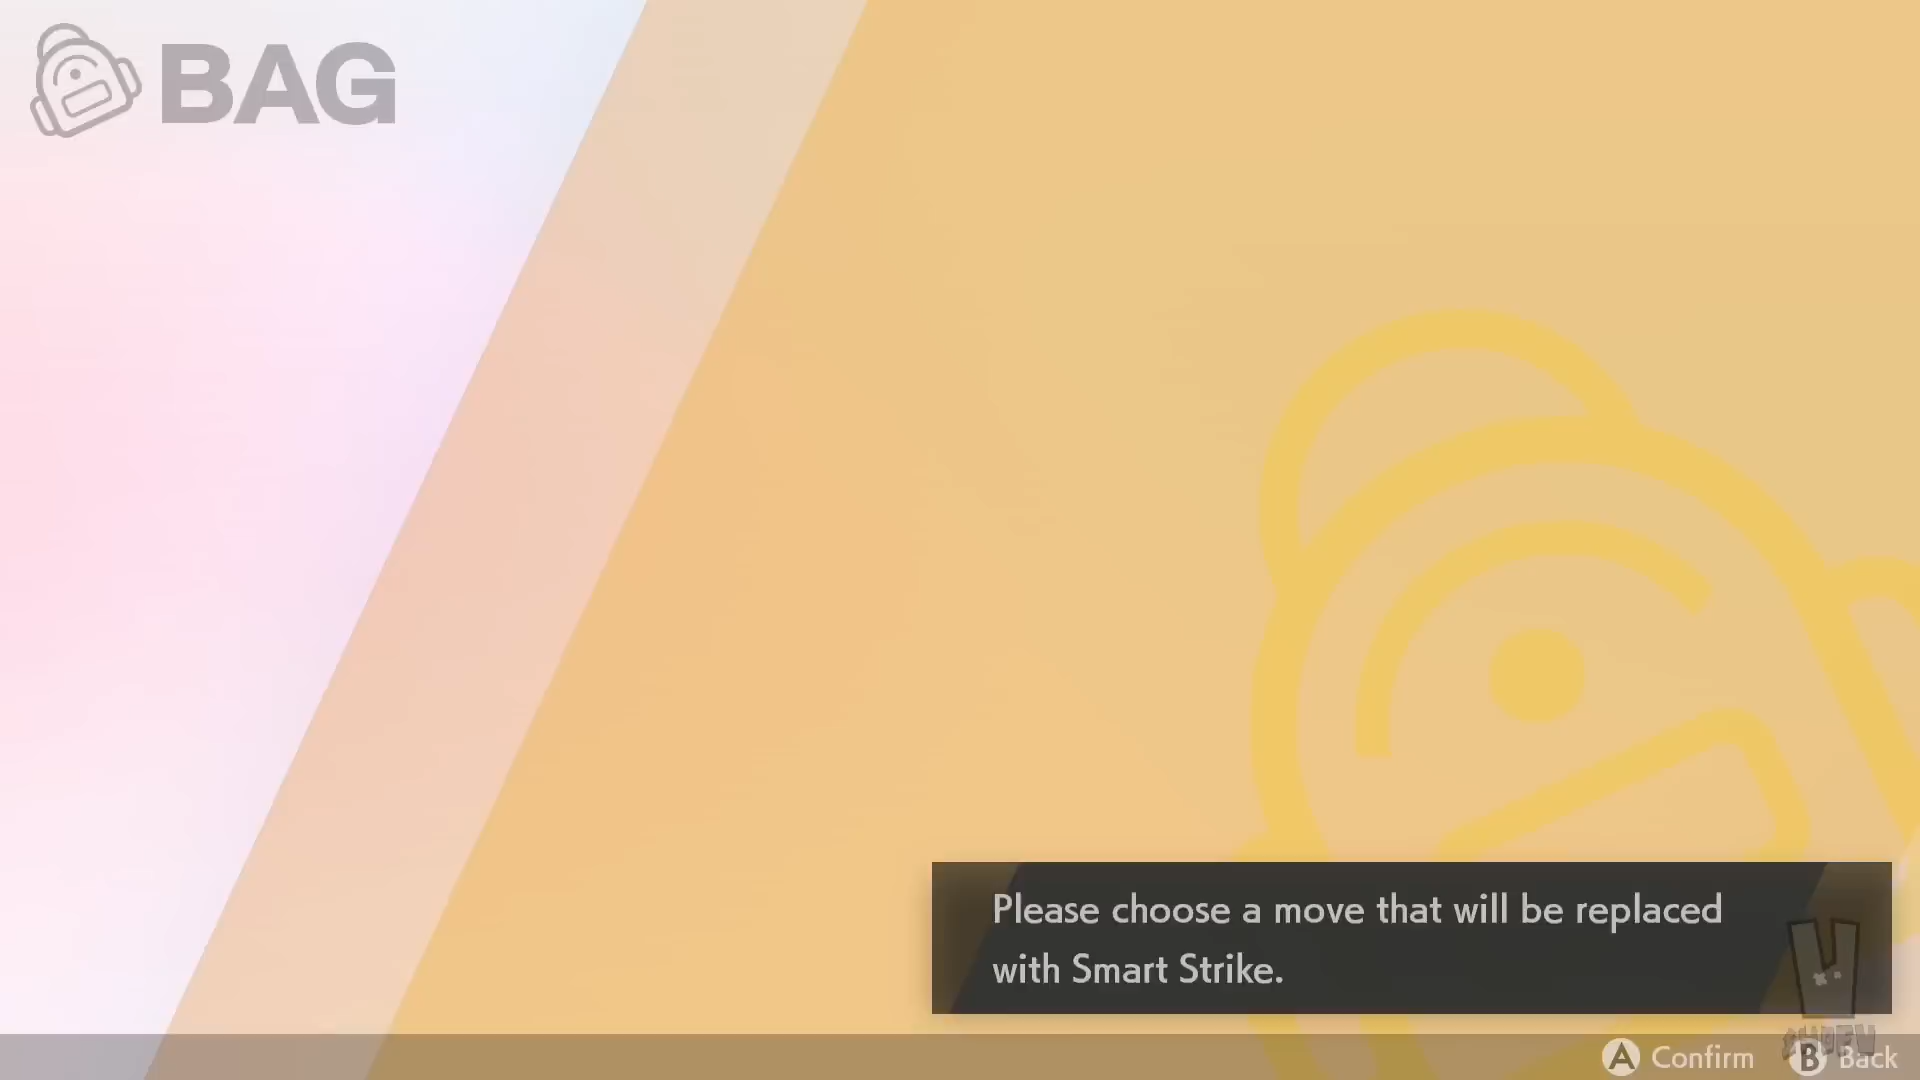 BAG
Please choose a move that will be replaced
with Smart Strike.
A Confirm
B Back